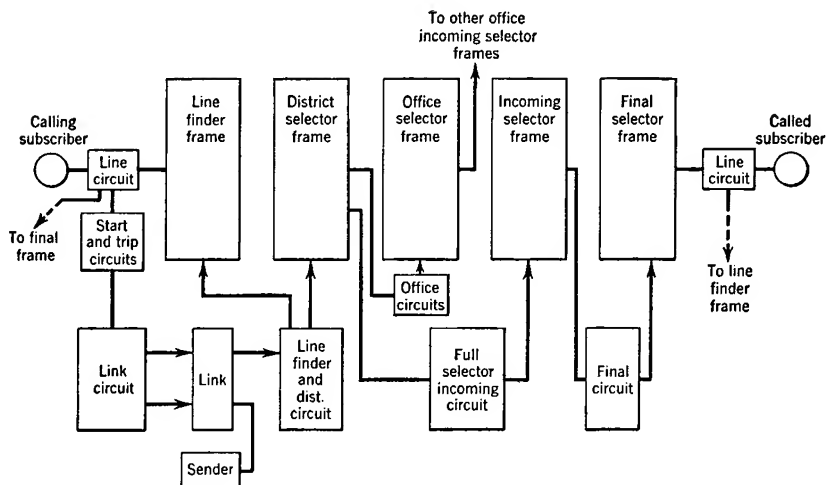 To other office
incoming selector
frames
Calling
subscriber
Line
circuit
To final
frame
Start
and trip
circuits
Line
finder
frame
District
selector
frame
Office
selector
frame
Incoming
selector
frame
Final
selector
frame
Called
subscriber
Line
circuit
To line
finder
frame
Office
circuits
Link
circuit
Link
Line
finder
and
dist.
circuit
Full
selector
incoming
circuit
Final
circuit
Sender